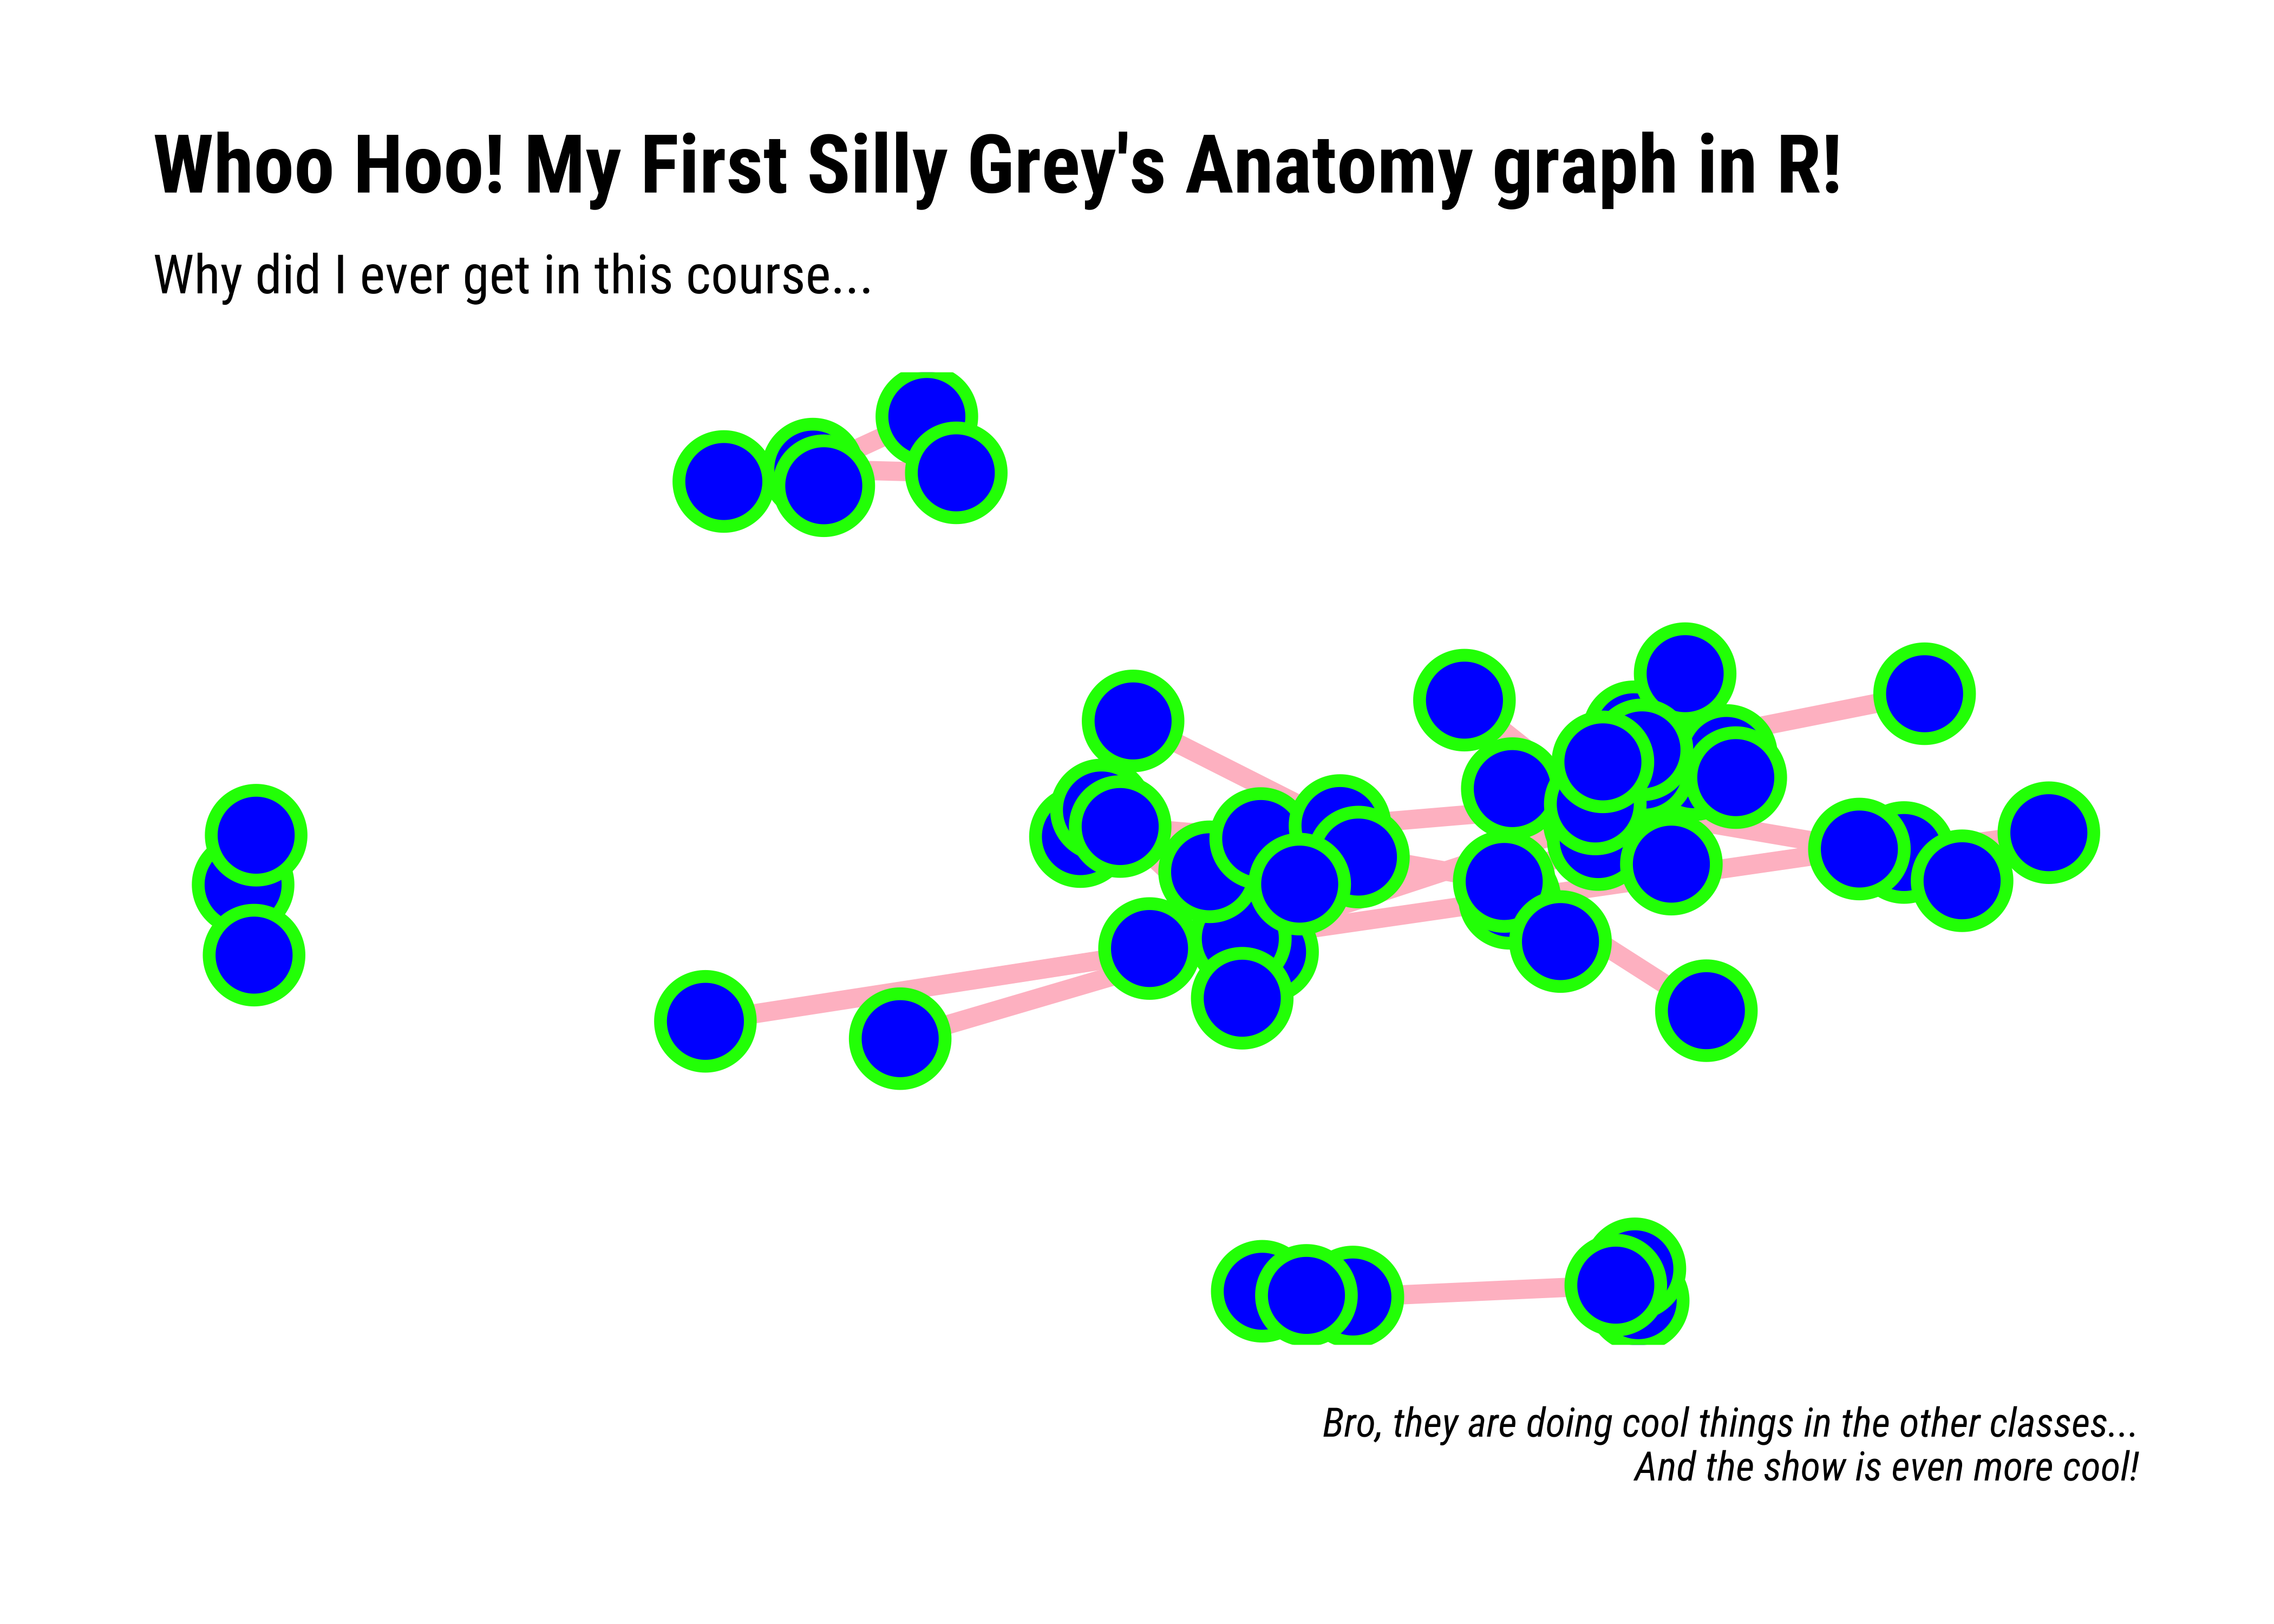 Whoo Hoo! My First Silly Grey's Anatomy graph in R!
Why did I ever get in this course...
Bro, they are doing cool things in the other classes...
And the show is even more cool!